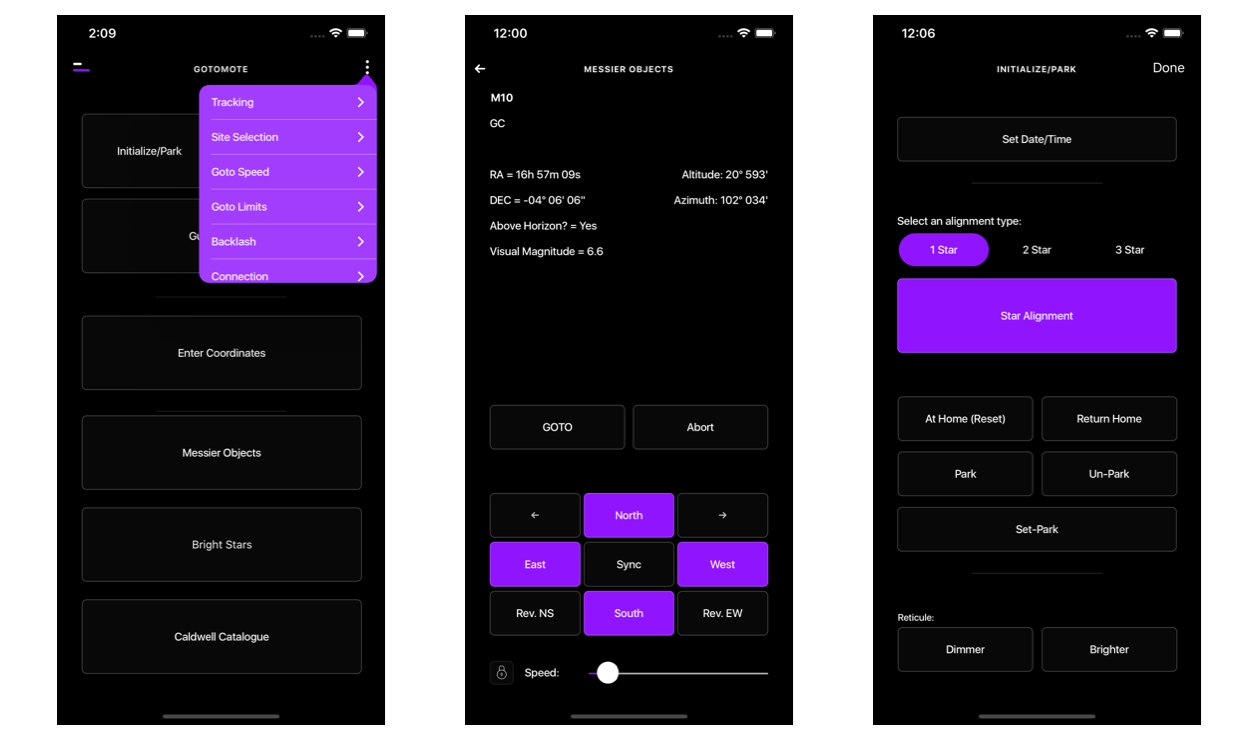 2:09
GOTOMOTE
Tracking
Site Selection
Initialize/Park
Goto Speed
Goto Limits
Backlash
Connection
Enter Coordinates
Messier Objects
Bright Stars
Caldwell Catalogue
12:00
MESSIER OBJECTS
M10
GC
RA = 16h 57m 09s Altitude: 20° 593'
DEC = -04° 06' 06" Azimuth: 102° 034'
Above Horizon? = Yes
Visual Magnitude = 6.6
GOTO Abort
← North →
East Sync West
Rev. NS South Rev. EW
Speed:
12:06
INITIALIZE/PARK Done
Set Date/Time
Select an alignment type:
1 Star 2 Star 3 Star
Star Alignment
At Home (Reset) Return Home
Park Un-Park
Set-Park
Reticule:
Dimmer Brighter